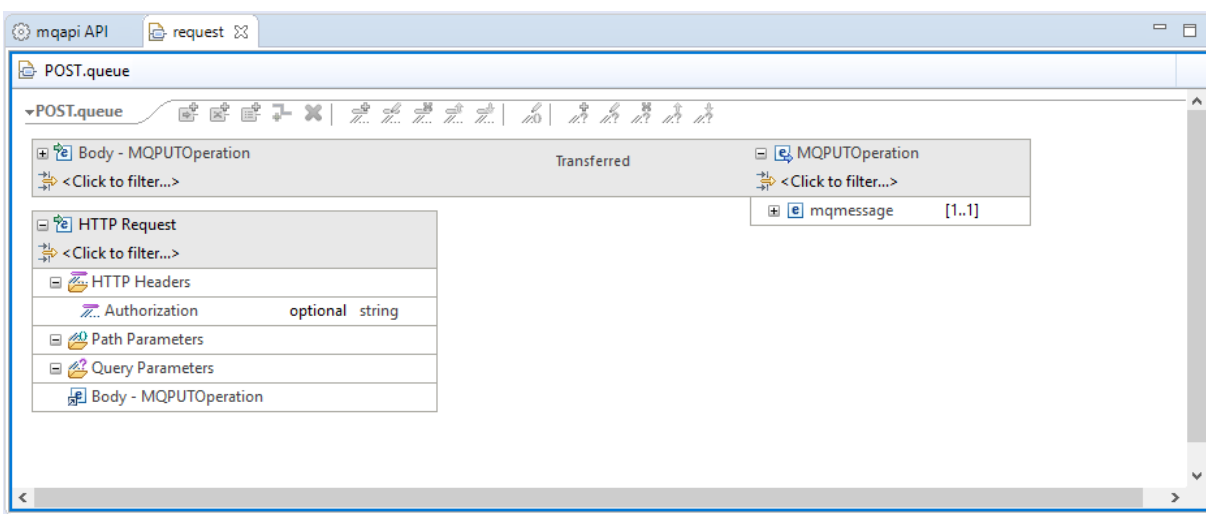 mqapi API request
POST.queue
POST.queue
Body - MQPUTOperation Transferred MQPUTOperation
<Click to filter...> <Click to filter...>
mqmessage [1..1]
HTTP Request
<Click to filter...>
HTTP Headers
Authorization optional string
Path Parameters
Query Parameters
Body - MQPUTOperation